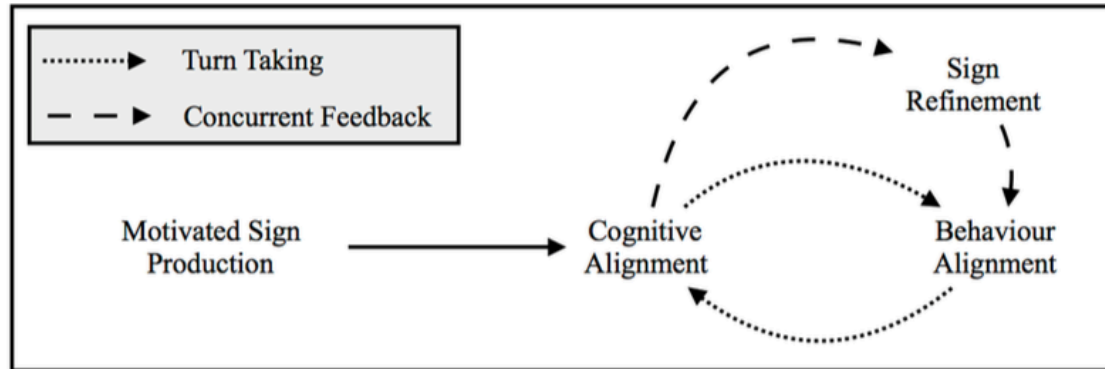 Turn Taking
Concurrent Feedback
Sign
Refinement
Motivated Sign
Production
Cognitive
Alignment
Behaviour
Alignment